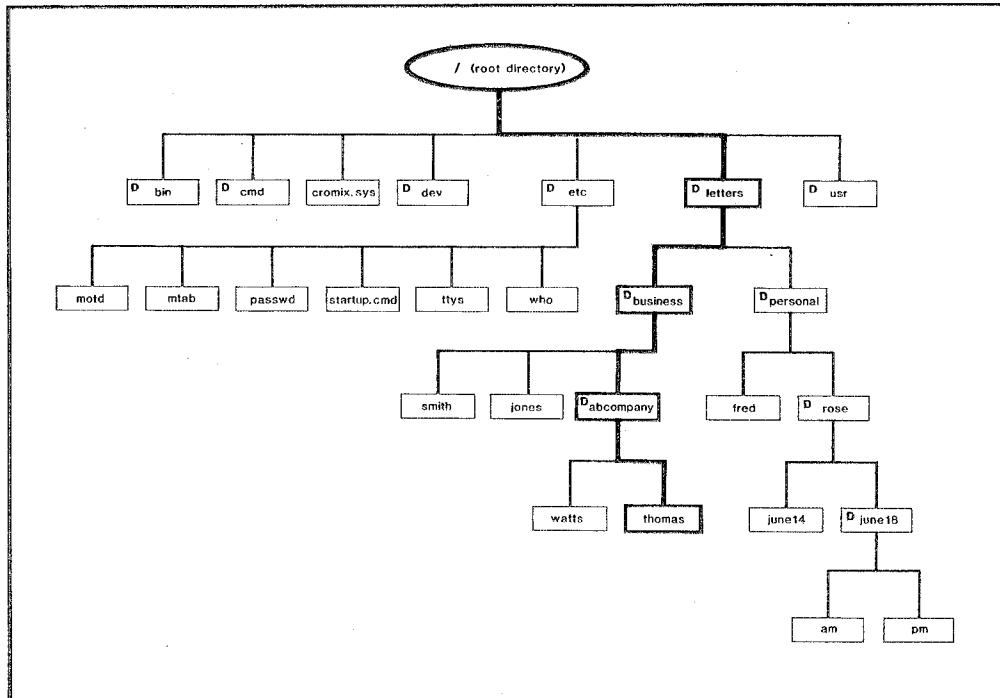 / (root directory)
D bin D cmd cromix.sys D dev D etc D letters D usr
motd mtab passwd startup.cmd ttys who D business D personal
smith jones D abcompany fred D rose
watts thomas june14 D june18
am pm